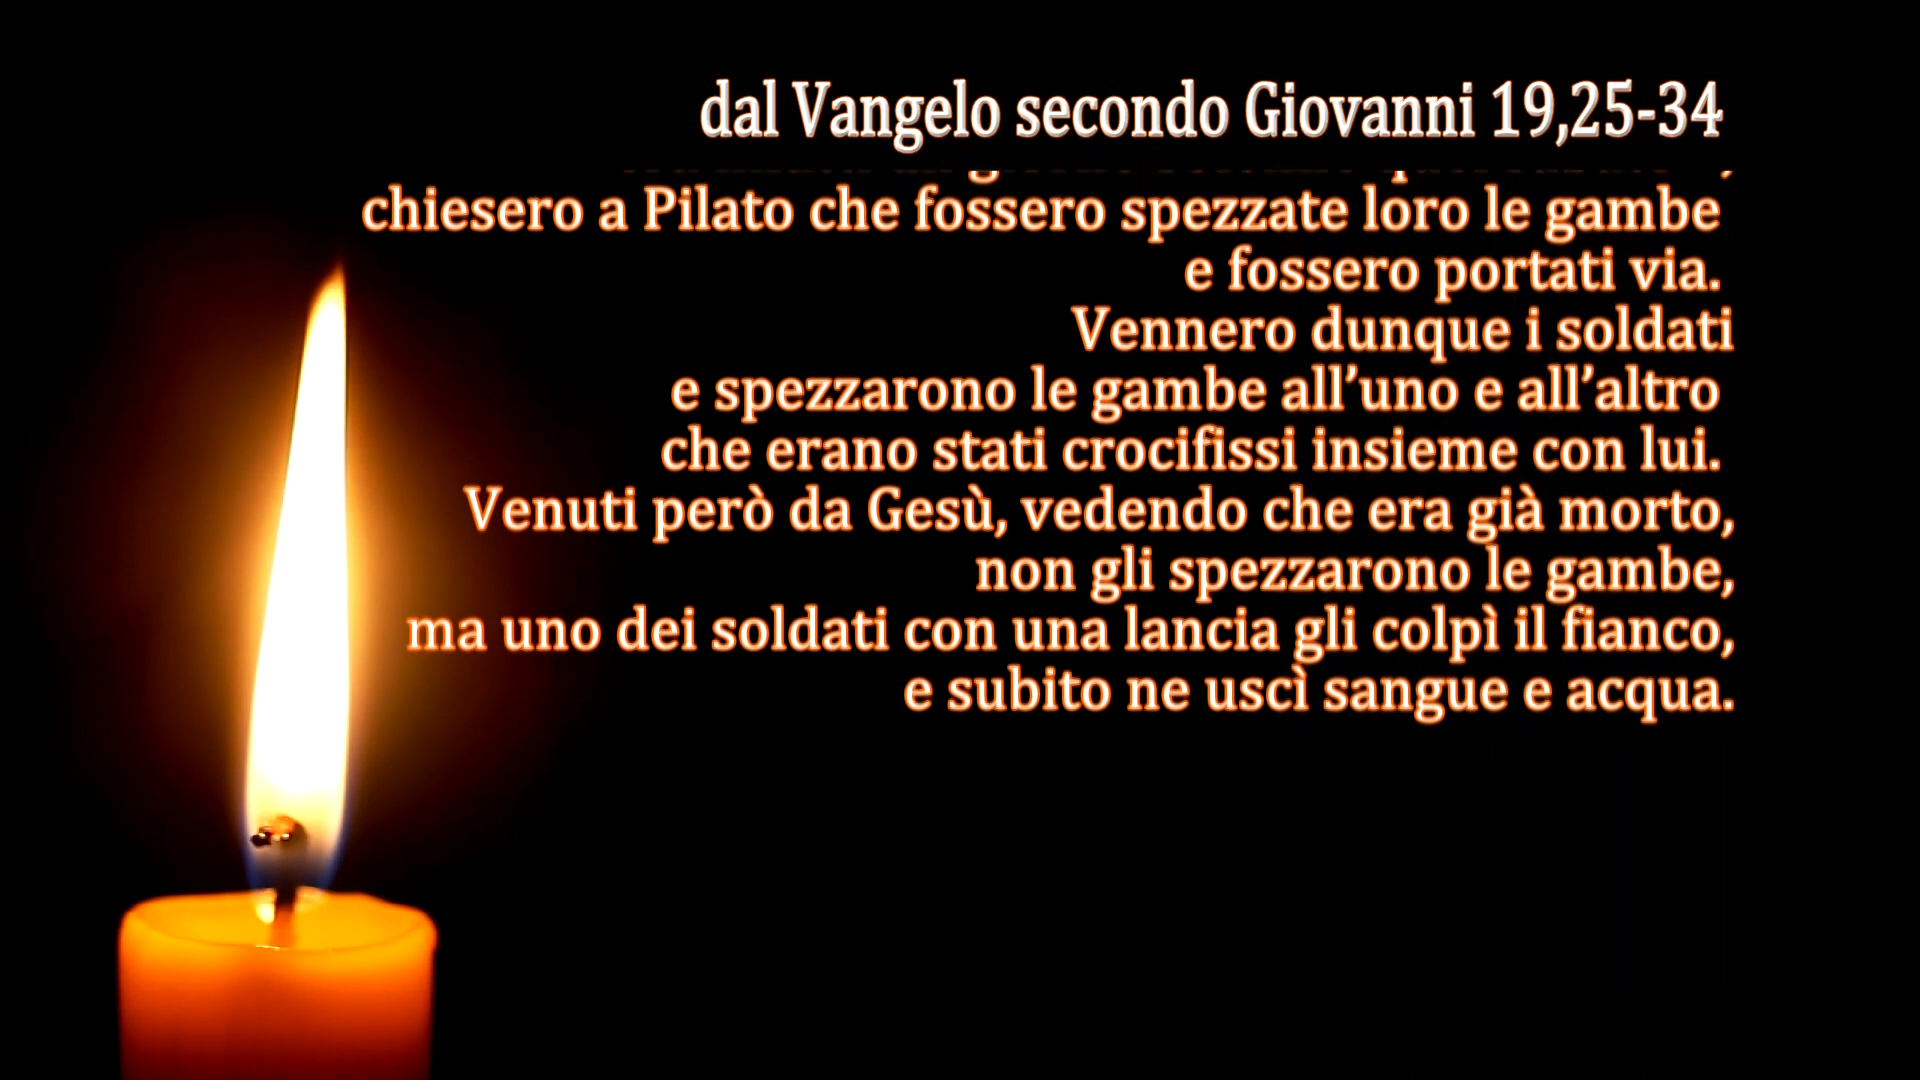 dal Vangelo secondo Giovanni 19,25-34
chiesero a Pilato che fossero spezzate loro le gambe
e fossero portati via.
Vennero dunque i soldati
e spezzarono le gambe all’uno e all’altro
che erano stati crocifissi insieme con lui.
Venuti però da Gesù, vedendo che era già morto,
non gli spezzarono le gambe,
ma uno dei soldati con una lancia gli colpì il fianco,
e subito ne uscì sangue e acqua.